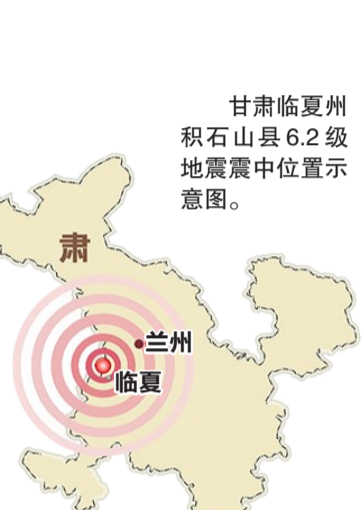 甘肃临夏州
积石山县6.2级
地震震中位置示
意图。
肃
兰州
临夏